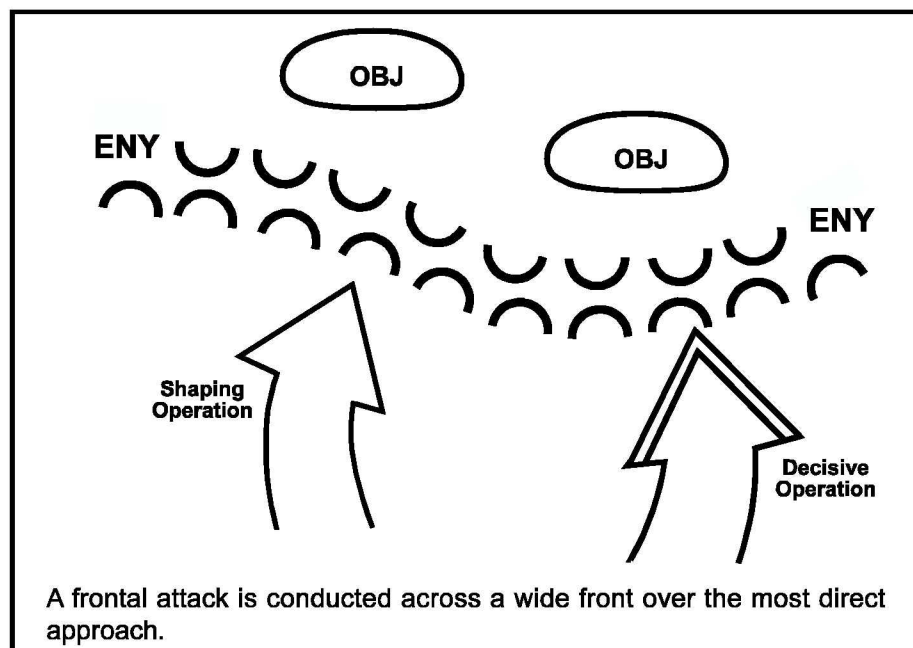 OBJ
OBJ
ENY
ENY
Shaping
Operation
Decisive
Operation
A frontal attack is conducted across a wide front over the most direct
approach.